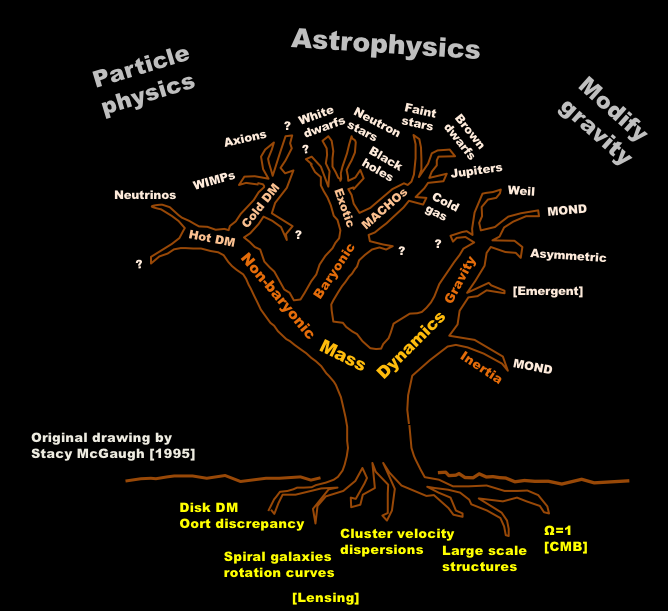 Particle
physics
Astrophysics
Modify
gravity
Neutrinos
?
WIMPs
Axions
?
?
?
White
dwarfs
Neutron
stars
Black
holes
Faint
stars
Brown
dwarfs
Jupiters
Cold
gas
?
?
Weil
MOND
Asymmetric
[Emergent]
MOND
Hot DM
Cold DM
Exotic
MACHOs
Non-baryonic
Baryonic
Gravity
Inertia
Mass
Dynamics
Original drawing by
Stacy McGaugh [1995]
Disk DM
Oort discrepancy
Spiral galaxies
rotation curves
[Lensing]
Cluster velocity
dispersions
Large scale
structures
Ω=1
[CMB]